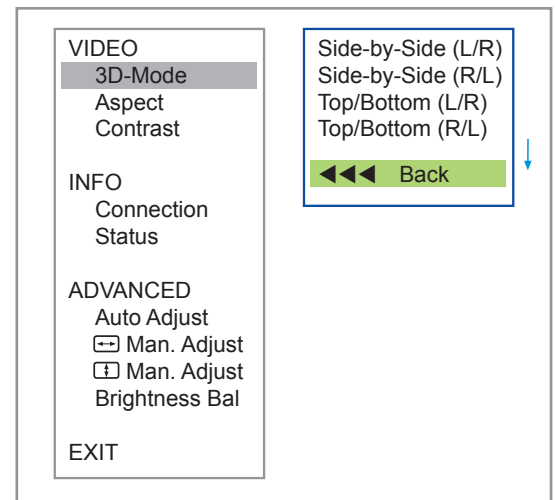 VIDEO
3D-Mode
Aspect
Contrast
INFO
Connection
Status
ADVANCED
Auto Adjust
Man. Adjust
Man. Adjust
Brightness Bal
EXIT
Side-by-Side (L/R)
Side-by-Side (R/L)
Top/Bottom (L/R)
Top/Bottom (R/L)
Back